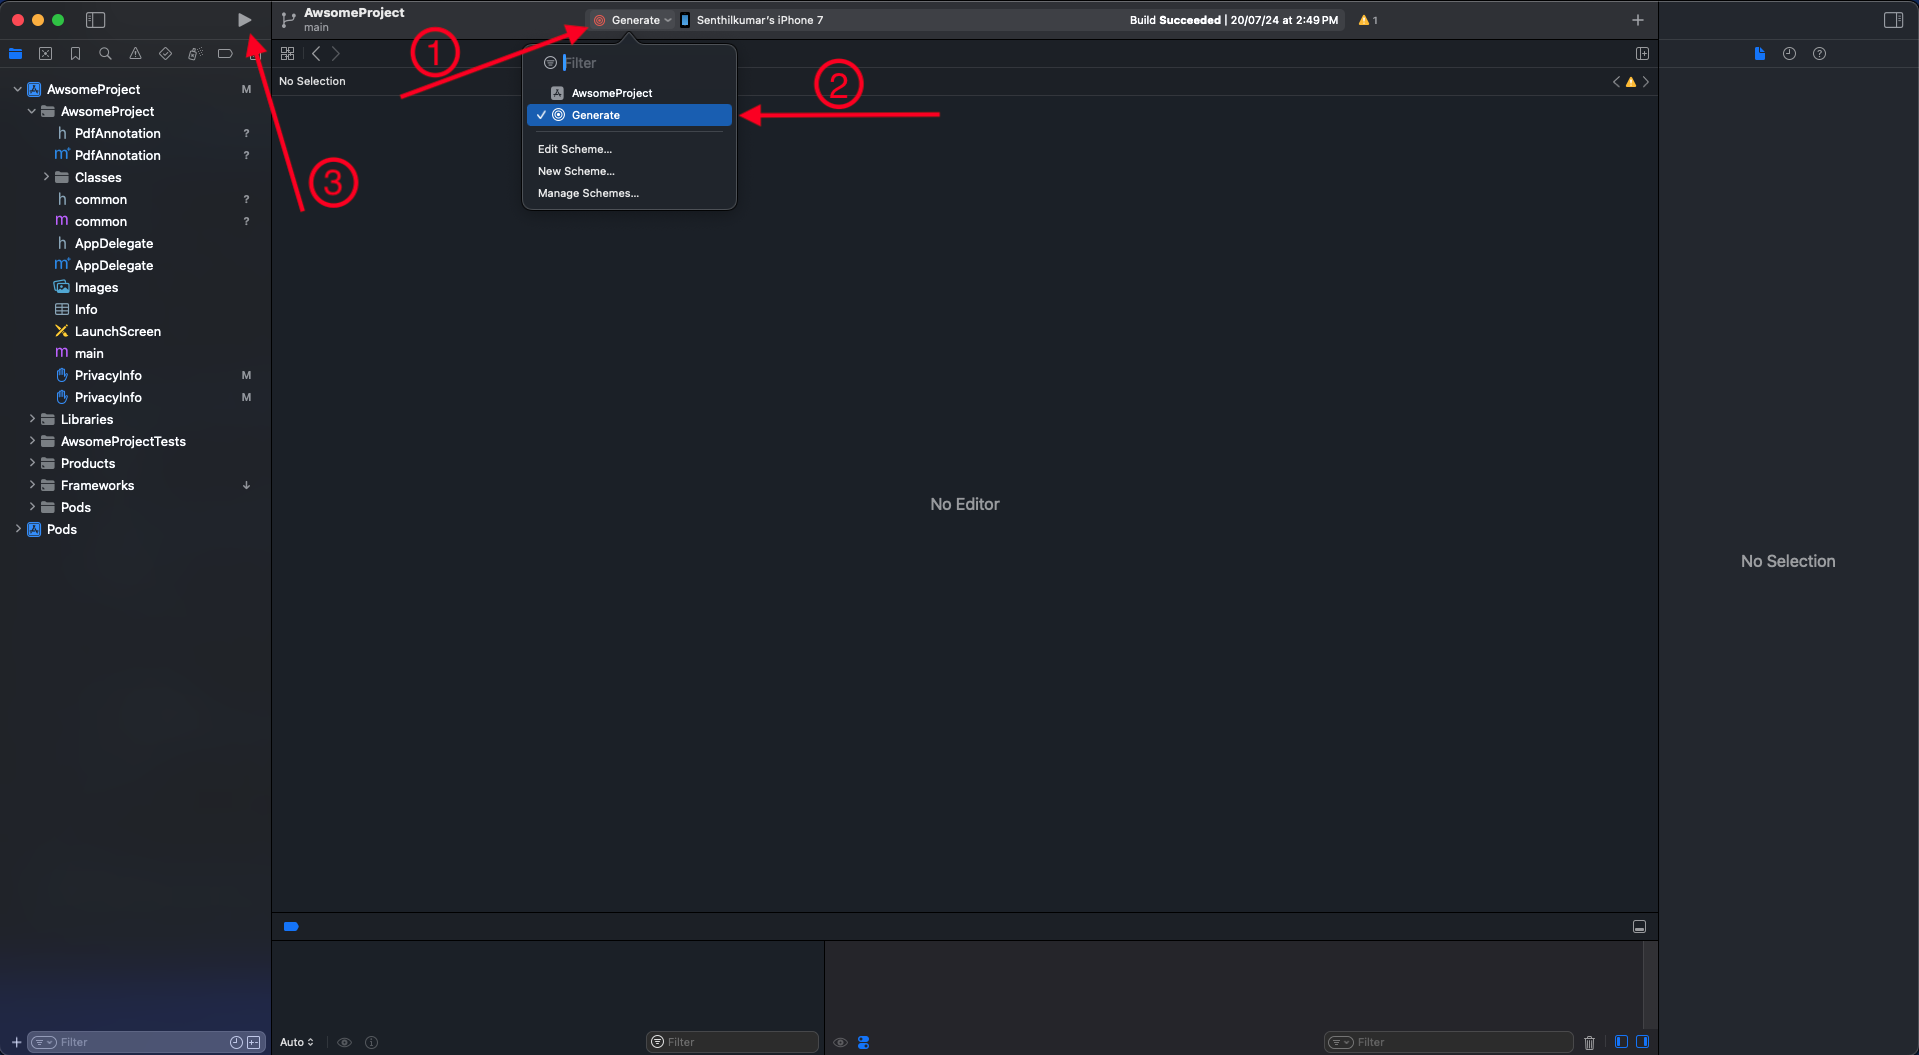 AwsomeProject
main
Generate
Senthilkumar's iPhone 7
Build Succeeded | 20/07/24 at 2:49 PM
1
1
2
3
No Selection
Filter
AwsomeProject
Generate
Edit Scheme...
New Scheme...
Manage Schemes...
AwsomeProject M
AwsomeProject
h PdfAnnotation ?
m PdfAnnotation ?
Classes
h common ?
m common ?
h AppDelegate
m AppDelegate
Images
Info
LaunchScreen
m main
PrivacyInfo M
PrivacyInfo M
Libraries
AwsomeProjectTests
Products
Frameworks
Pods
Pods
No Editor
No Selection
Filter
Auto
Filter
Filter